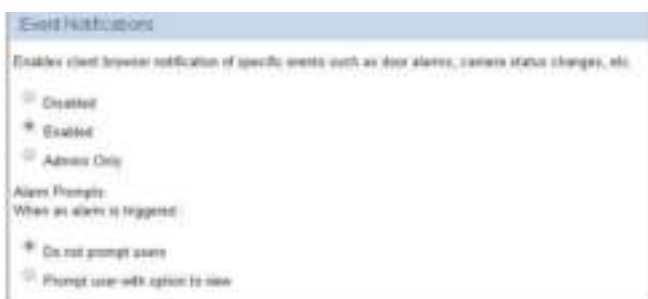 Event Notifications
Enables client browser notification of specific events such as door alarms, camera status changes, etc.
Disabled
Enabled
Admins Only
Alarm Prompts
When an alarm is triggered:
Do not prompt users
Prompt user with option to view